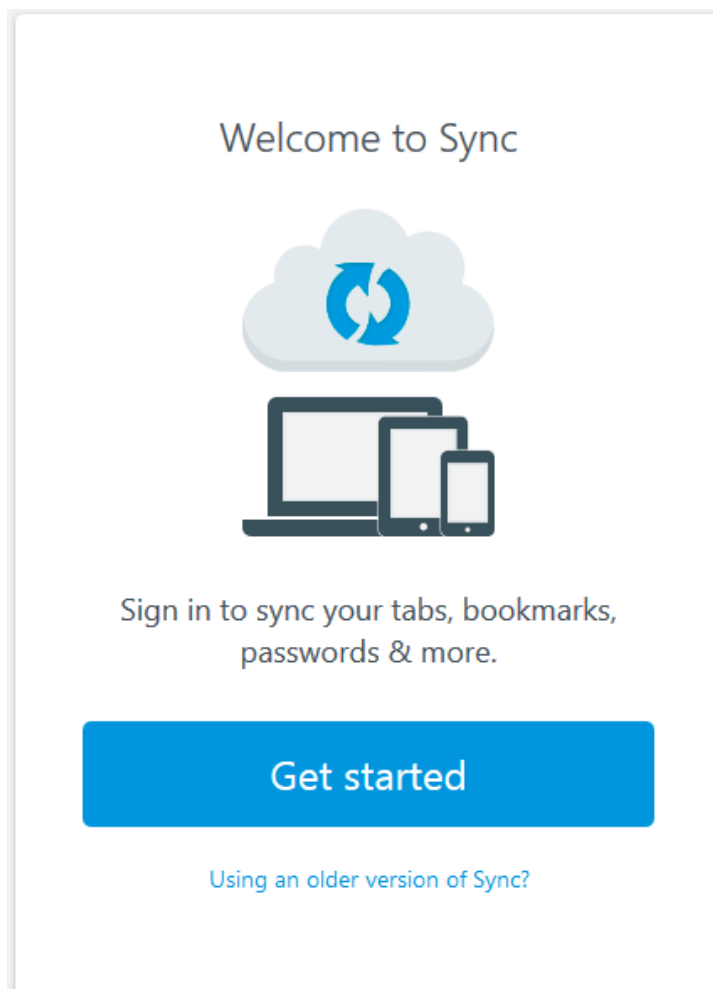 Welcome to Sync
Sign in to sync your tabs, bookmarks,
passwords & more.
Get started
Using an older version of Sync?